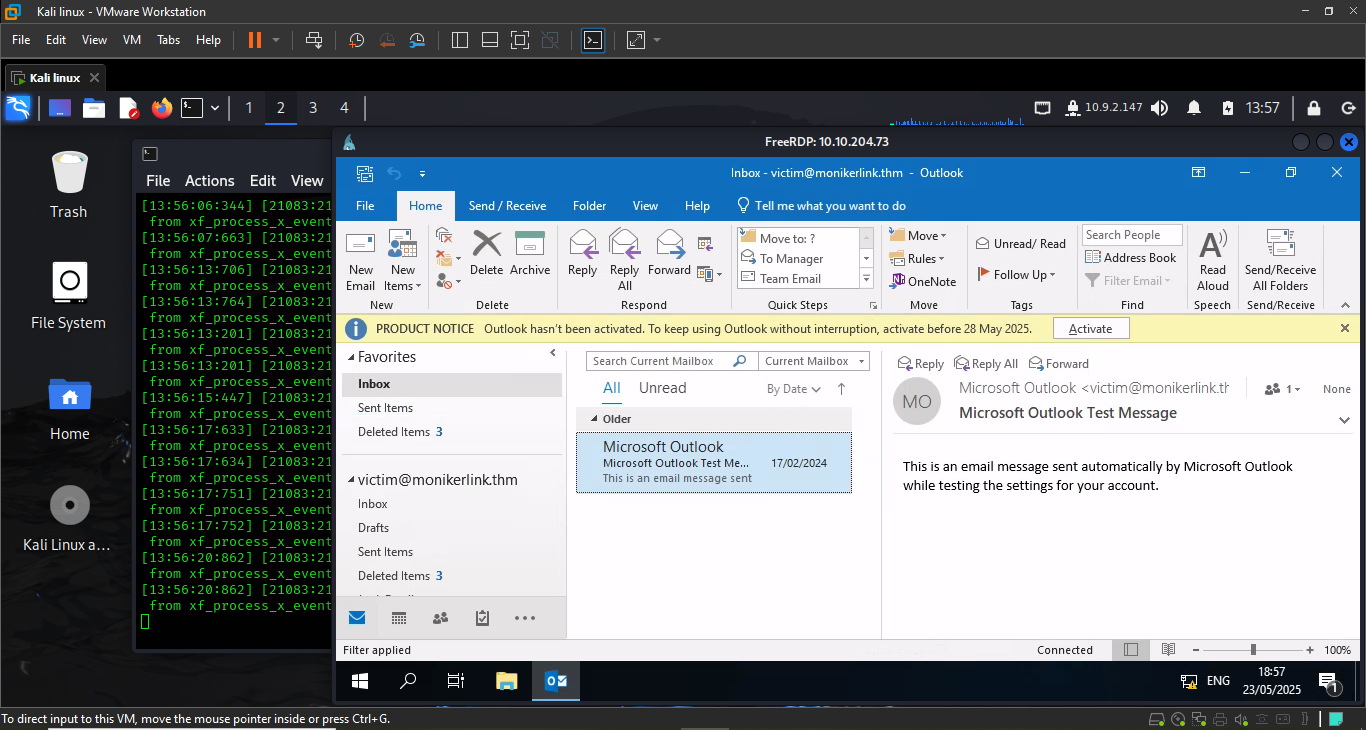 Kali linux - VMware Workstation
File Edit View VM Tabs Help
Kali linux
1 2 3 4 10.9.2.147 13:57
FreeRDP: 10.10.204.73
Trash
File System
Home
Kali Linux a...
File Actions Edit View
[13:56:06:344] [21083:21
from xf_process_x_event
[13:56:07:663] [21083:21
from xf_process_x_event
[13:56:13:706] [21083:21
from xf_process_x_event
[13:56:13:764] [21083:21
from xf_process_x_event
[13:56:13:201] [21083:21
from xf_process_x_event
[13:56:13:201] [21083:21
from xf_process_x_event
[13:56:15:447] [21083:21
from xf_process_x_event
[13:56:17:633] [21083:21
from xf_process_x_event
[13:56:17:634] [21083:21
from xf_process_x_event
[13:56:17:751] [21083:21
from xf_process_x_event
[13:56:17:752] [21083:21
from xf_process_x_event
[13:56:20:862] [21083:21
from xf_process_x_event
[13:56:20:862] [21083:21
from xf_process_x_event
Inbox - victim@monikerlink.thm - Outlook
File Home Send / Receive Folder View Help Tell me what you want to do
New Email
New Items
New
Delete
Archive
Delete
Reply
Reply All
Forward
Respond
Move to: ?
To Manager
Team Email
Quick Steps
Move
Rules
OneNote
Move
Unread/ Read
Follow Up
Tags
Search People
Address Book
Filter Email
Find
Read Aloud
Speech
Send/Receive All Folders
Send/Receive
PRODUCT NOTICE Outlook hasn't been activated. To keep using Outlook without interruption, activate before 28 May 2025. Activate
Favorites
Inbox
Sent Items
Deleted Items 3
victim@monikerlink.thm
Inbox
Drafts
Sent Items
Deleted Items 3
Search Current Mailbox Current Mailbox
All Unread By Date
Older
Microsoft Outlook
Microsoft Outlook Test Me... 17/02/2024
This is an email message sent
Reply Reply All Forward
MO
Microsoft Outlook <victim@monikerlink.th
1 None
Microsoft Outlook Test Message
This is an email message sent automatically by Microsoft Outlook
while testing the settings for your account.
Filter applied Connected 100%
ENG 18:57
23/05/2025
1
To direct input to this VM, move the mouse pointer inside or press Ctrl+G.